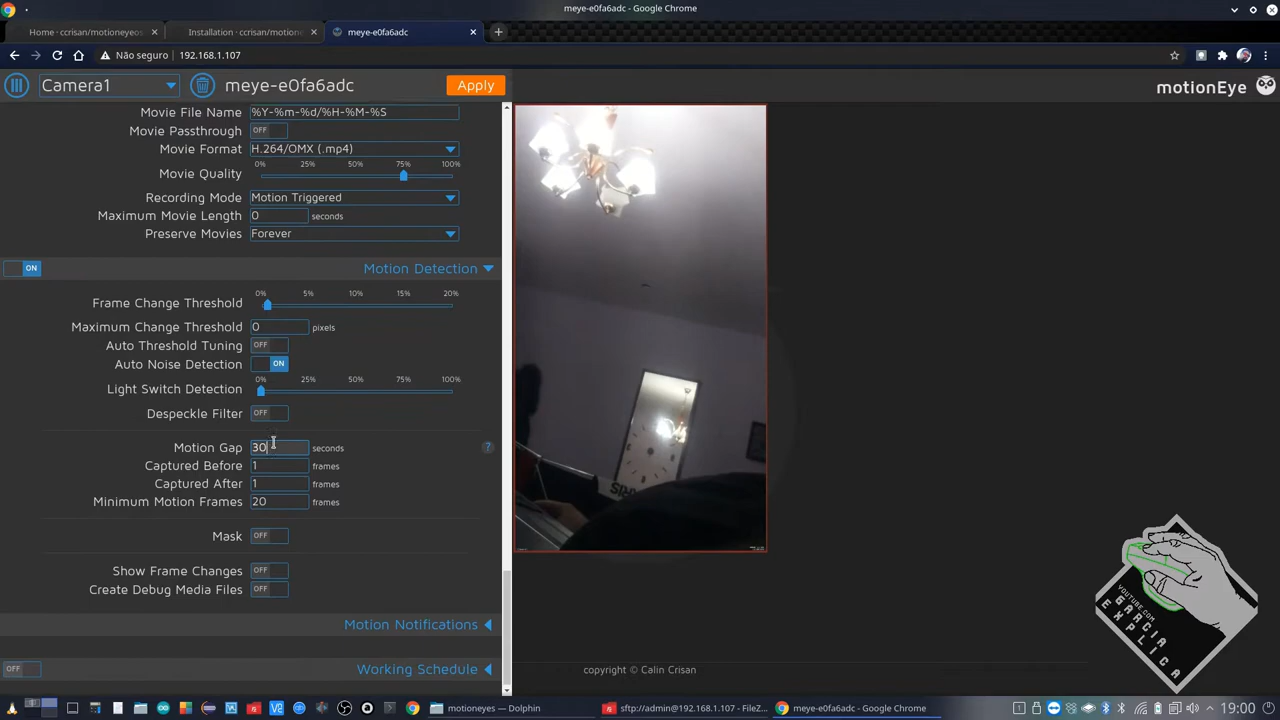 meye-e0fa6adc - Google Chrome
Home · ccrisan/motioneyeos
Installation · ccrisan/motione
meye-e0fa6adc
Não seguro
192.168.1.107
Camera1
meye-e0fa6adc
Apply
motionEye
Movie File Name %Y-%m-%d/%H-%M-%S
Movie Passthrough OFF
Movie Format H.264/OMX (.mp4)
0% 25% 50% 75% 100%
Movie Quality
Recording Mode Motion Triggered
Maximum Movie Length 0 seconds
Preserve Movies Forever
ON Motion Detection
0% 5% 10% 15% 20%
Frame Change Threshold
Maximum Change Threshold 0 pixels
Auto Threshold Tuning OFF
Auto Noise Detection ON
0% 25% 50% 75% 100%
Light Switch Detection
Despeckle Filter OFF
Motion Gap 30 seconds ?
Captured Before 1 frames
Captured After 1 frames
Minimum Motion Frames 20 frames
Mask OFF
Show Frame Changes OFF
Create Debug Media Files OFF
Motion Notifications
OFF Working Schedule
copyright © Calin Crisan
YOUTUBE.COM
GARCIA
EXPLICA
motioneyes — Dolphin
sftp://admin@192.168.1.107 - FileZ...
meye-e0fa6adc - Google Chrome
19:00